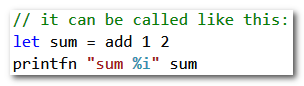 // it can be called like this:
let sum = add 1 2
printfn "sum %i" sum